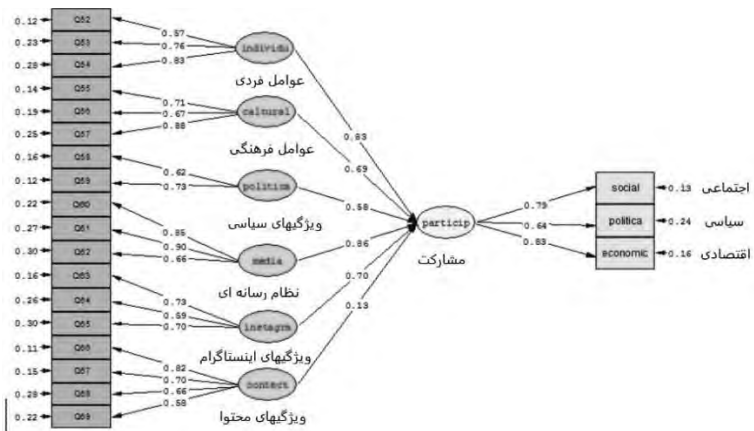 0.12 Q52
0.23 Q53
0.28 Q54
0.14 Q55
0.19 Q56
0.25 Q57
0.16 Q58
0.12 Q59
0.22 Q60
0.27 Q61
0.30 Q62
0.16 Q63
0.26 Q64
0.30 Q65
0.11 Q66
0.15 Q67
0.29 Q68
0.22 Q69
0.57
0.76
0.83
0.71
0.67
0.88
0.62
0.73
0.85
0.90
0.66
0.73
0.59
0.70
0.82
0.70
0.66
0.58
individu
عوامل فردی
cultural
عوامل فرهنگی
politica
ویژگیهای سیاسی
media
نظام رسانه ای
instagrm
ویژگیهای اینستاگرام
contect
ویژگیهای محتوا
0.83
0.69
0.58
0.86
0.70
0.13
particip
مشارکت
0.79
0.64
0.83
social 0.13 اجتماعی
politica 0.24 سیاسی
economic 0.16 اقتصادی